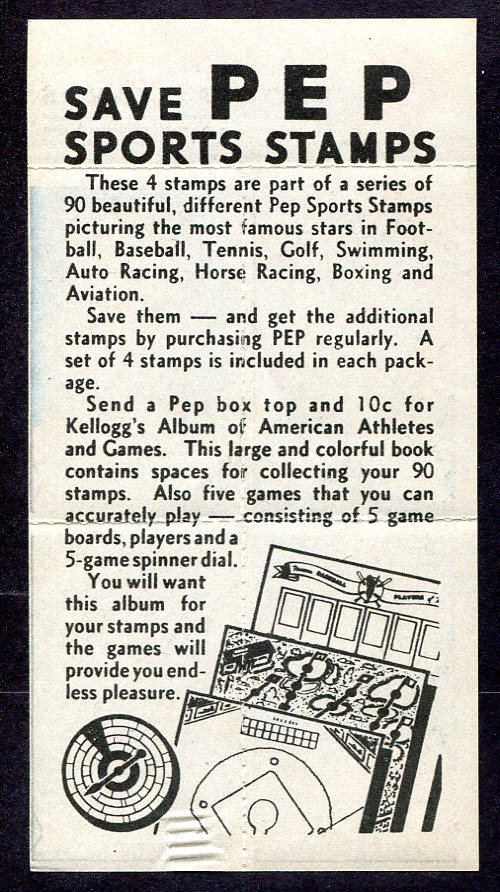 SAVE PEP
SPORTS STAMPS
These 4 stamps are part of a series of
90 beautiful, different Pep Sports Stamps
picturing the most famous stars in Foot-
ball, Baseball, Tennis, Golf, Swimming,
Auto Racing, Horse Racing, Boxing and
Aviation.
Save them — and get the additional
stamps by purchasing PEP regularly. A
set of 4 stamps is included in each pack-
age.
Send a Pep box top and 10c for
Kellogg's Album of American Athletes
and Games. This large and colorful book
contains spaces for collecting your 90
stamps. Also five games that you can
accurately play — consisting of 5 game
boards, players and a
5-game spinner dial.
You will want
this album for
your stamps and
the games will
provide you end-
less pleasure.
BASEBALL
PLAYERS